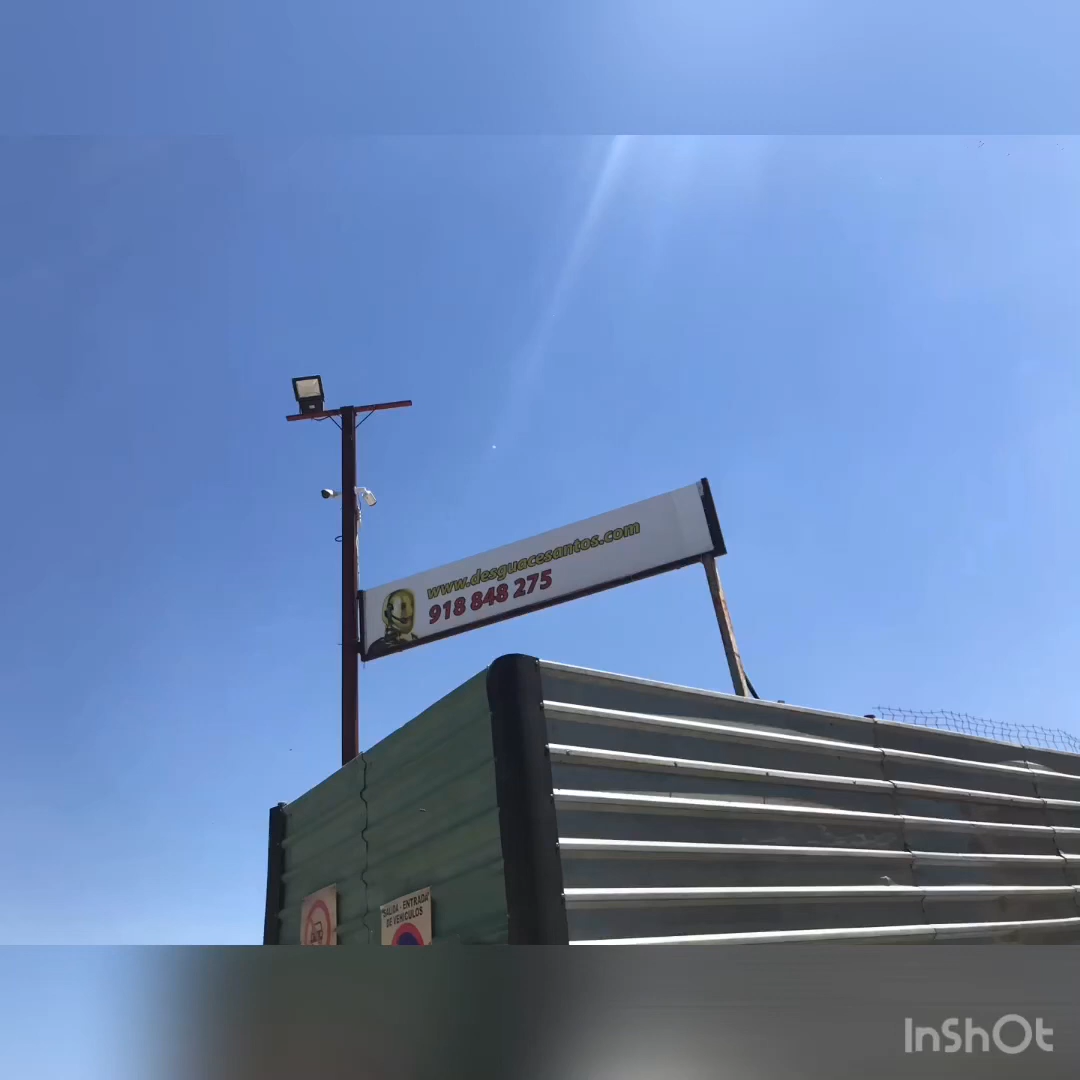 www.desguacesantos.com
918 848 275
"SALIDA - ENTRADA"
DE VEHICULOS
InShOt